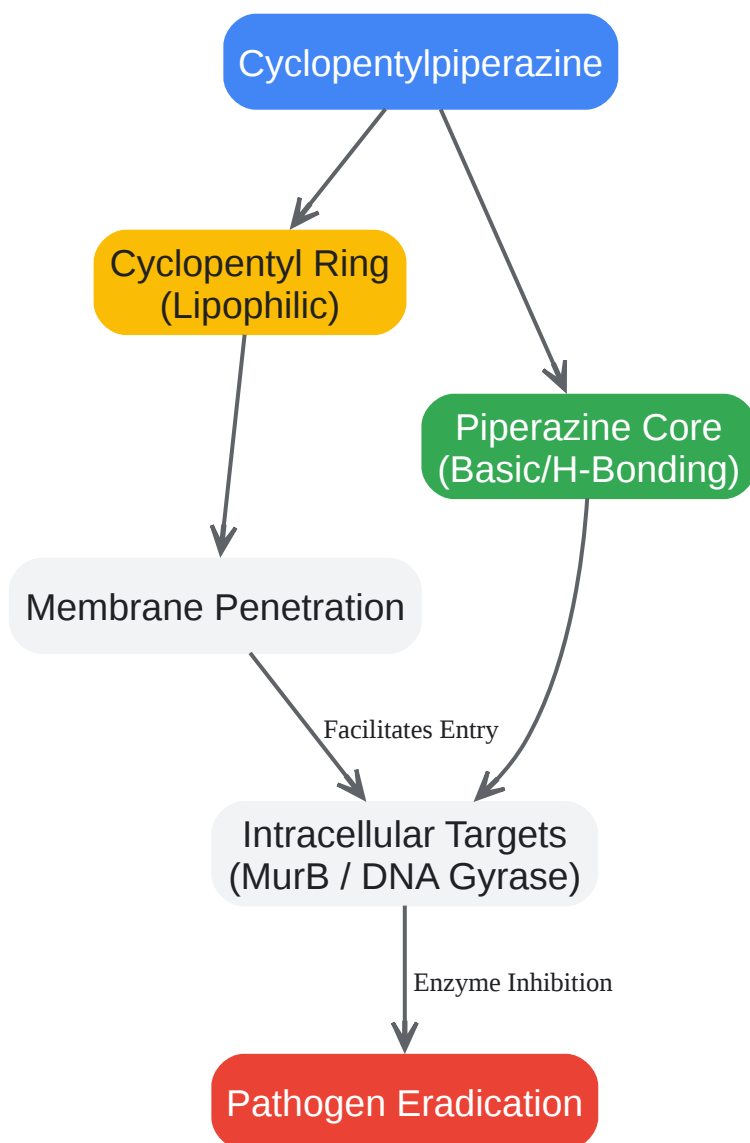 Cyclopentylpiperazine
Cyclopentyl Ring
(Lipophilic)
Piperazine Core
(Basic/H-Bonding)
Membrane Penetration
Facilitates Entry
Intracellular Targets
(MurB / DNA Gyrase)
Enzyme Inhibition
Pathogen Eradication